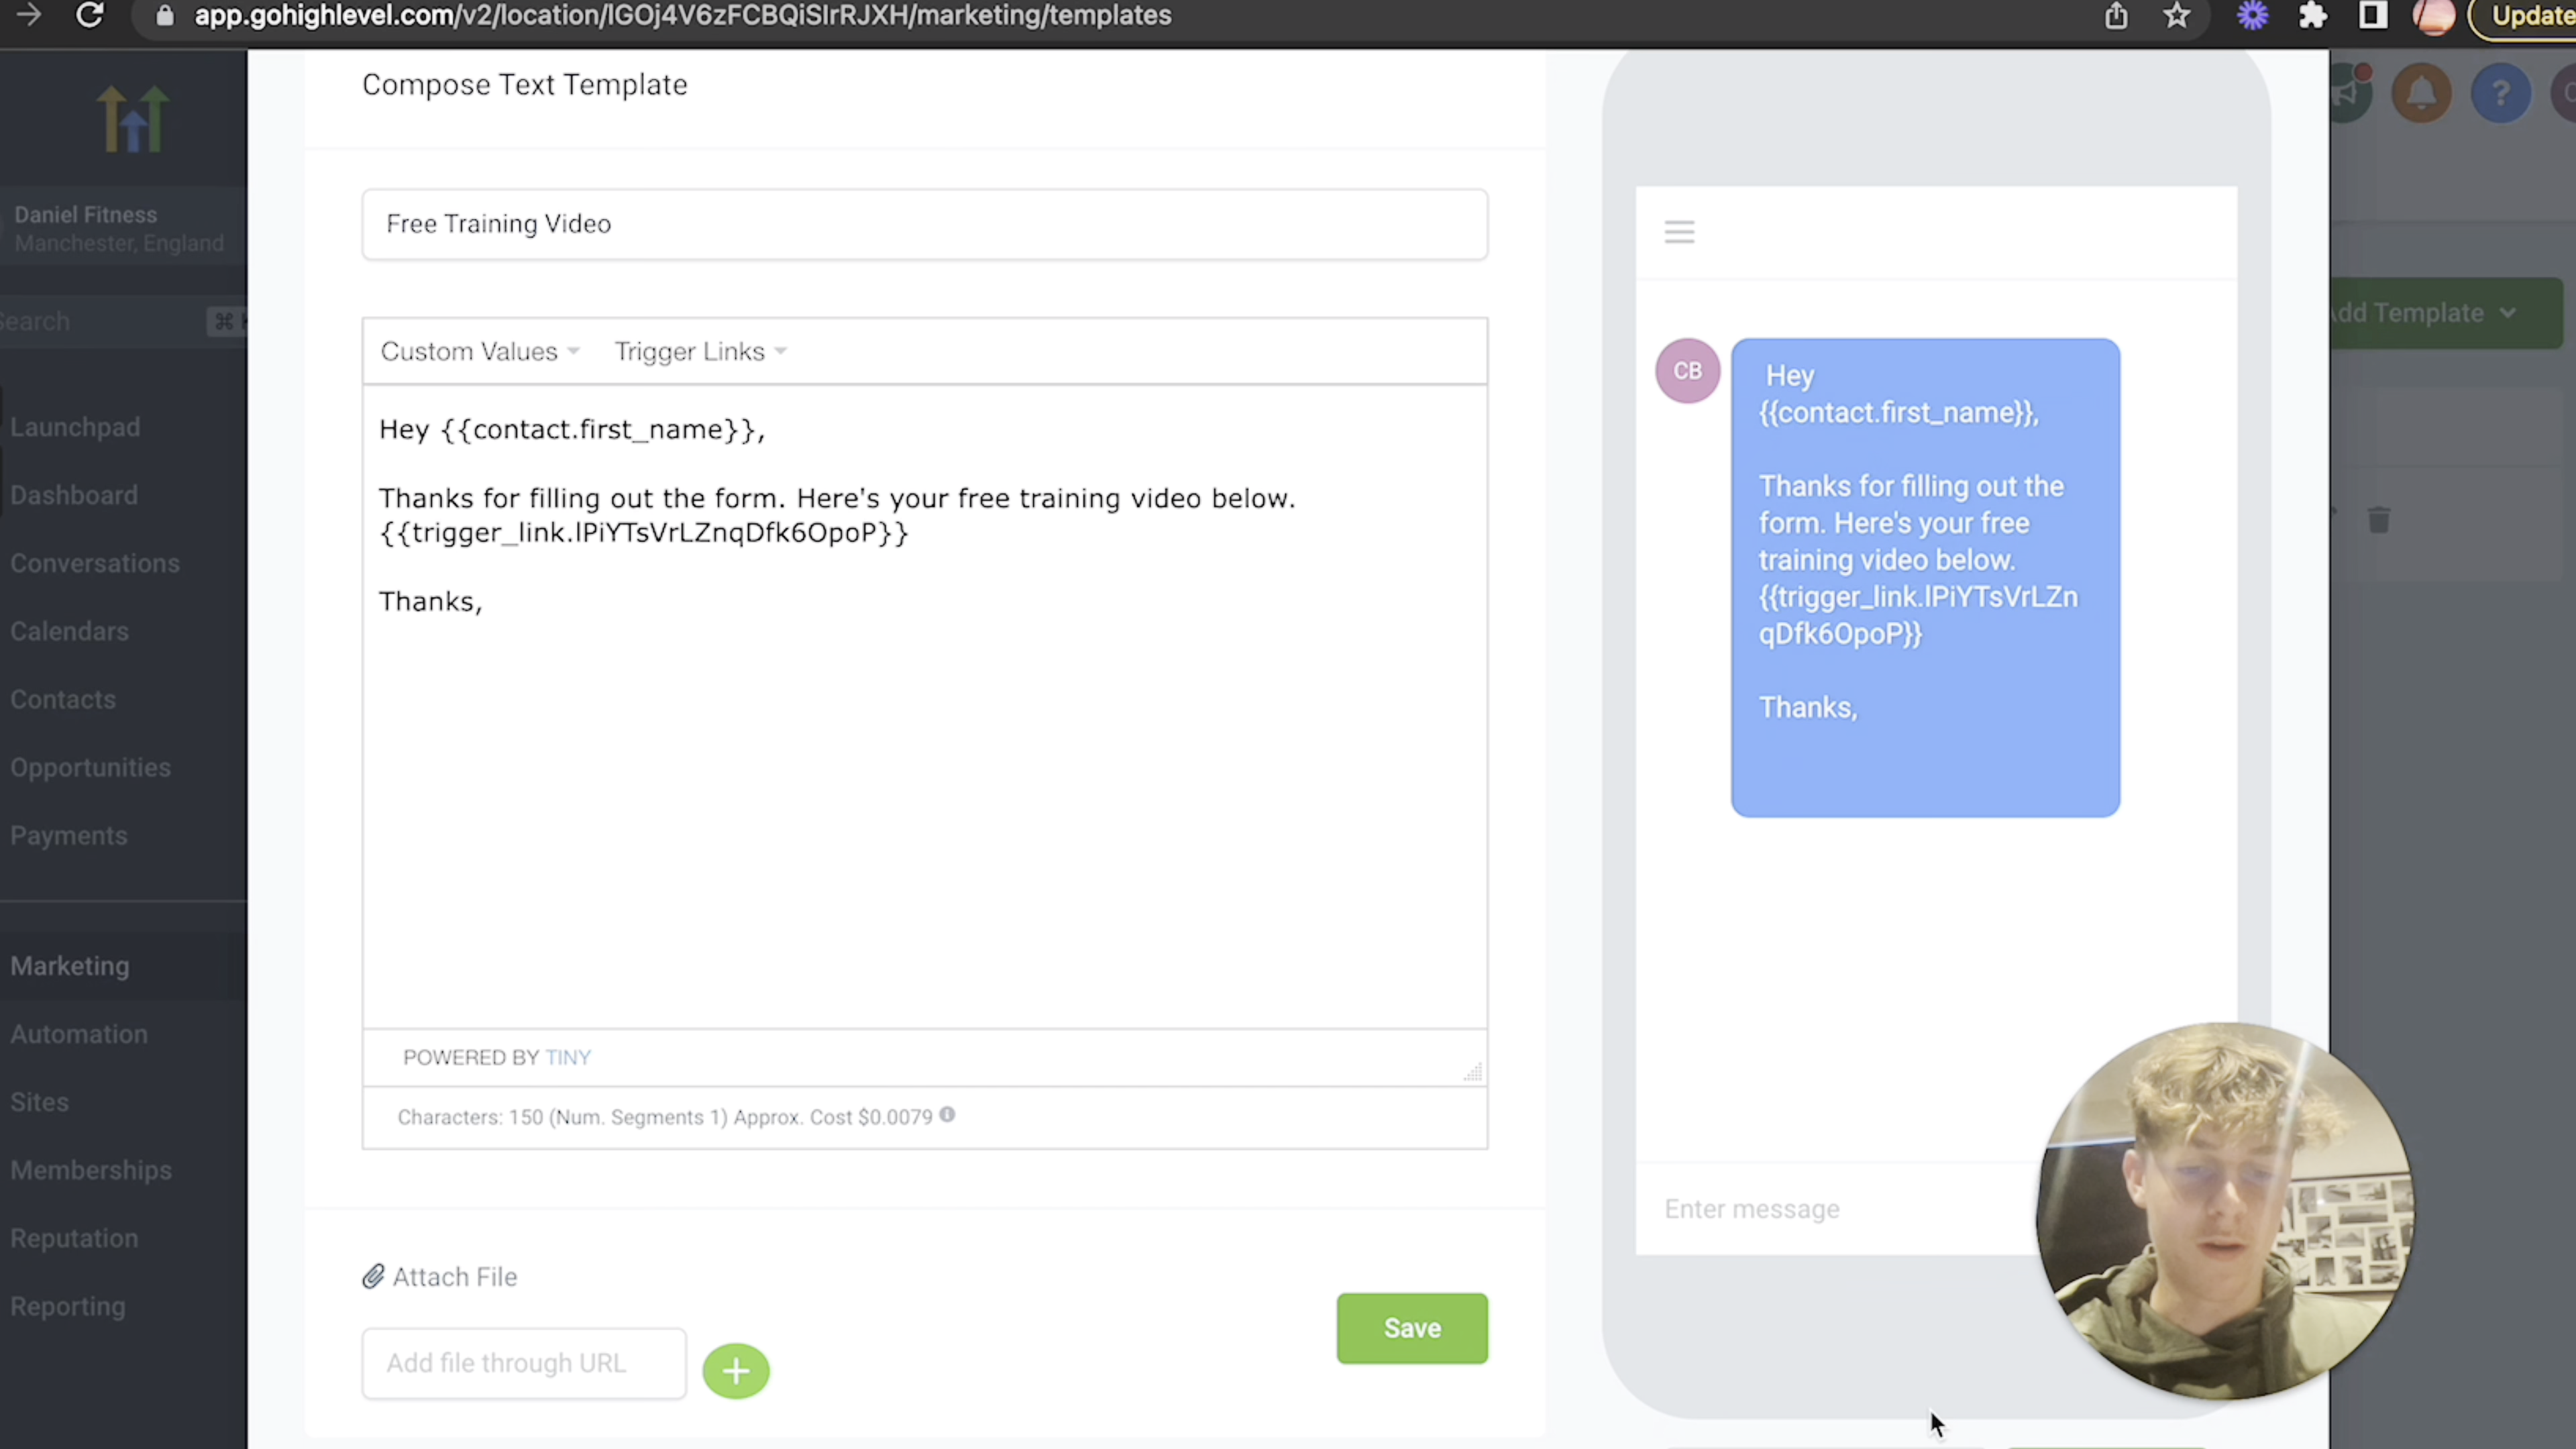 app.gohighlevel.com/v2/location/lGOj4V6zFCBQiSIrRJXH/marketing/templates
Update
Daniel Fitness
Manchester, England
Search
⌘
Launchpad
Dashboard
Conversations
Calendars
Contacts
Opportunities
Payments
Marketing
Automation
Sites
Memberships
Reputation
Reporting
Compose Text Template
Free Training Video
Custom Values Trigger Links
Hey {{contact.first_name}},
Thanks for filling out the form. Here's your free training video below.
{{trigger_link.lPiYTsVrLZnqDfk6OpoP}}
Thanks,
POWERED BY TINY
Characters: 150 (Num. Segments 1) Approx. Cost $0.0079
Attach File
Add file through URL
+
Save
CB
Hey
{{contact.first_name}},
Thanks for filling out the
form. Here's your free
training video below.
{{trigger_link.lPiYTsVrLZn
qDfk6OpoP}}
Thanks,
Enter message
?
Add Template